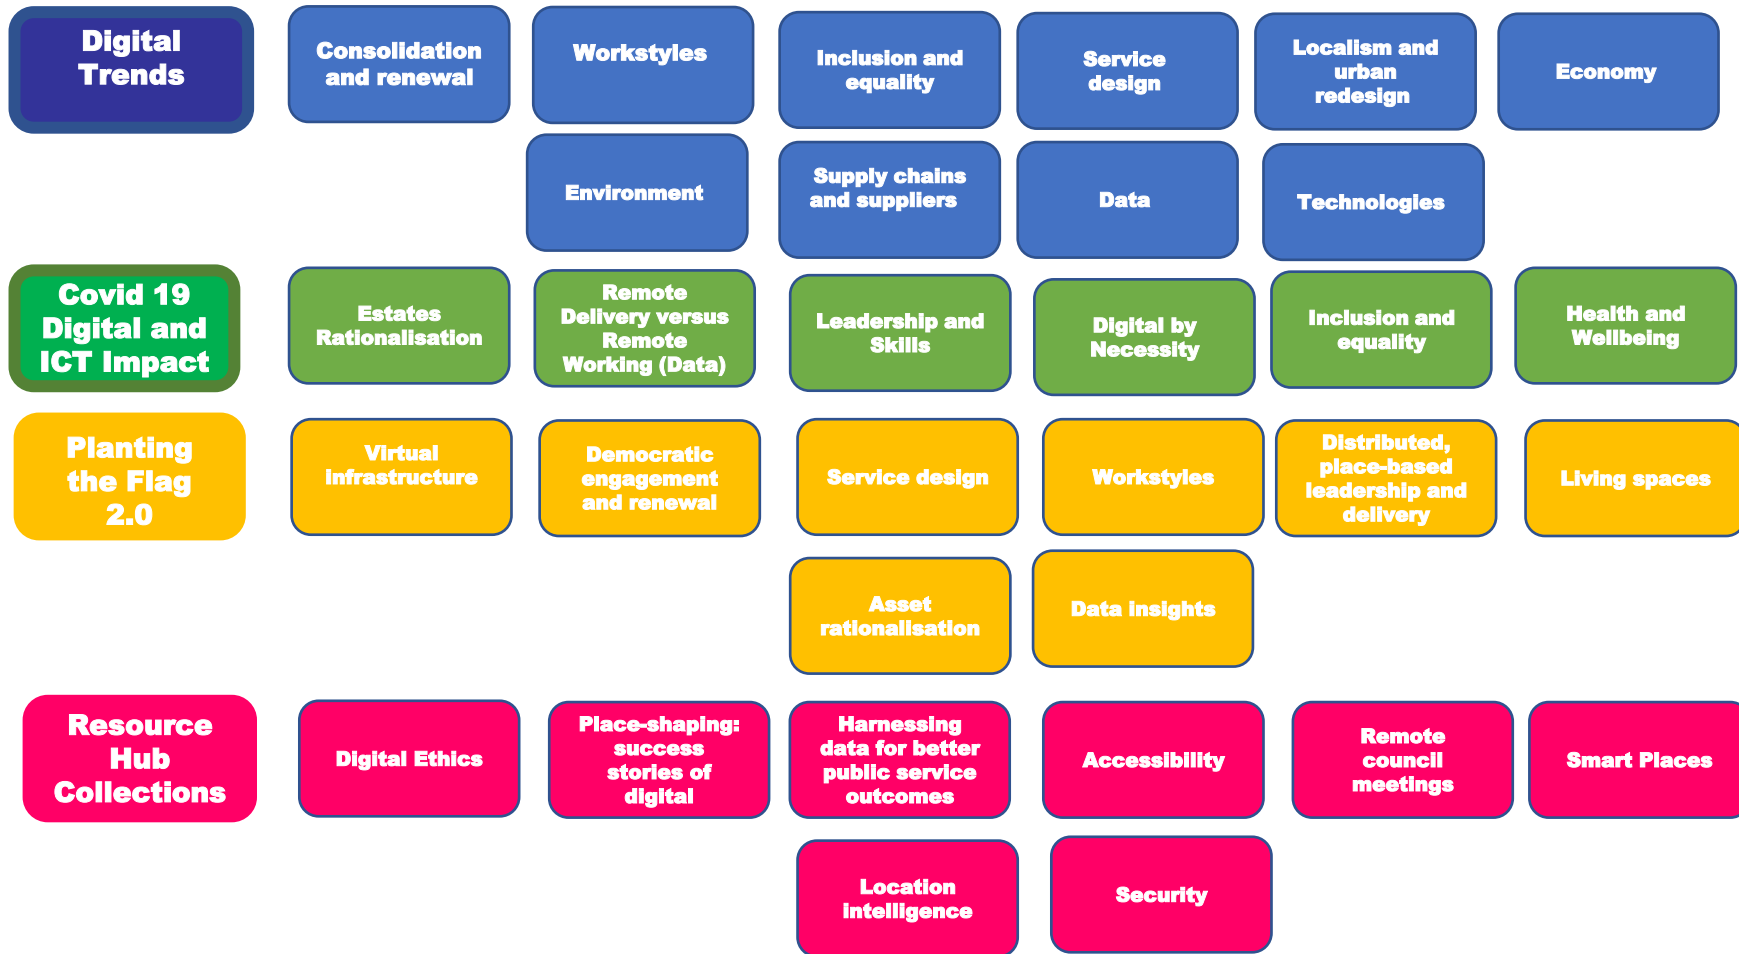 Digital
Trends
Consolidation
and renewal
Workstyles
Inclusion and
equality
Service
design
Localism and
urban
redesign
Economy
Environment
Supply chains
and suppliers
Data
Technologies
Covid 19
Digital and
ICT Impact
Estates
Rationalisation
Remote
Delivery versus
Remote
Working (Data)
Leadership and
Skills
Digital by
Necessity
Inclusion and
equality
Health and
Wellbeing
Planting
the Flag
2.0
Virtual
infrastructure
Democratic
engagement
and renewal
Service design
Workstyles
Distributed,
place-based
leadership and
delivery
Living spaces
Asset
rationalisation
Data insights
Resource
Hub
Collections
Digital Ethics
Place-shaping:
success
stories of
digital
Harnessing
data for better
public service
outcomes
Accessibility
Remote
council
meetings
Smart Places
Location
intelligence
Security